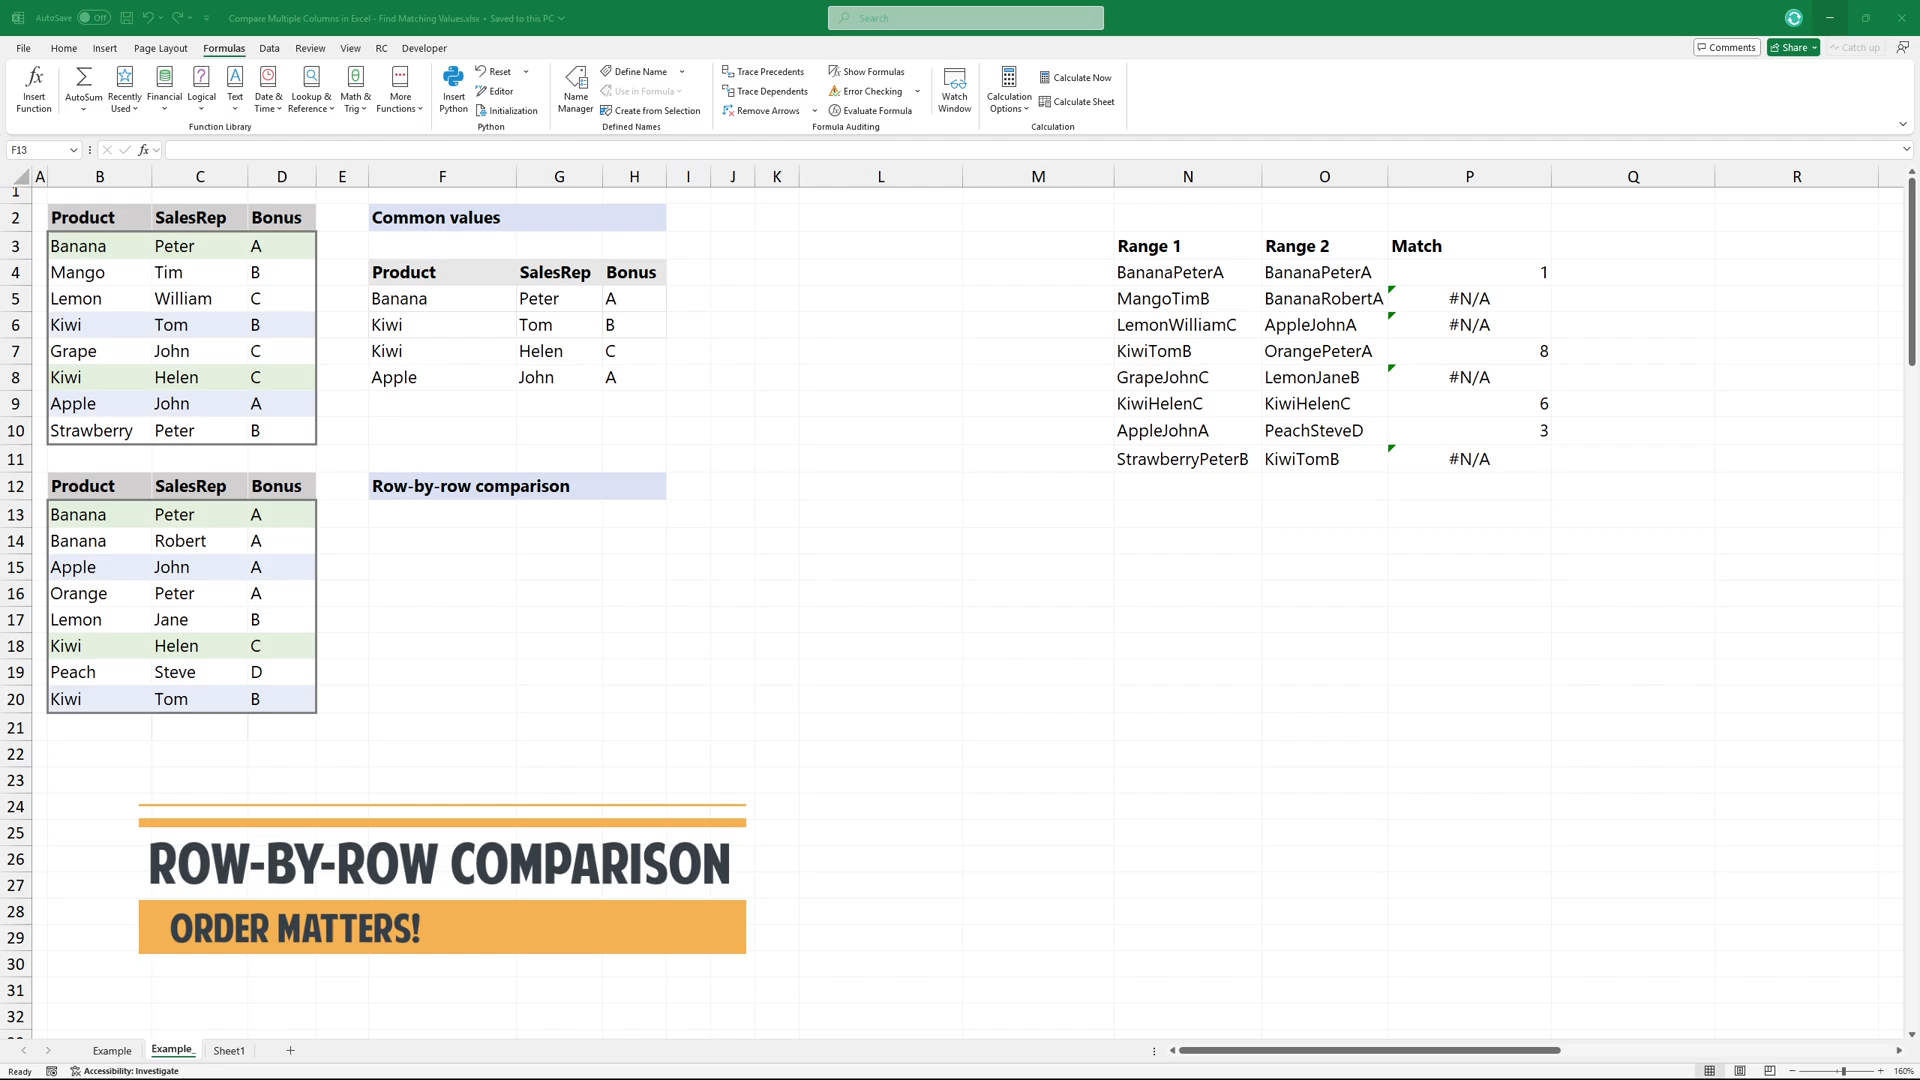 AutoSave Off Compare Multiple Columns in Excel - Find Matching Values.xlsx • Saved to this PC Search
File Home Insert Page Layout Formulas Data Review View RC Developer Comments Share Catch up
Insert Function AutoSum Recently Used Financial Logical Text Date & Time Lookup & Reference Math & Trig More Functions
Function Library
Insert Python Reset Editor Initialization
Python
Name Manager Define Name Use in Formula Create from Selection
Defined Names
Trace Precedents Trace Dependents Remove Arrows Show Formulas Error Checking Evaluate Formula
Formula Auditing
Watch Window
Calculation Options Calculate Now Calculate Sheet
Calculation
F13 fx
A B C D E F G H I J K L M N O P Q R
1
2 Product SalesRep Bonus Common values
3 Banana Peter A Range 1 Range 2 Match
4 Mango Tim B Product SalesRep Bonus BananaPeterA BananaPeterA 1
5 Lemon William C Banana Peter A MangoTimB BananaRobertA #N/A
6 Kiwi Tom B Kiwi Tom B LemonWilliamC AppleJohnA #N/A
7 Grape John C Kiwi Helen C KiwiTomB OrangePeterA 8
8 Kiwi Helen C Apple John A GrapeJohnC LemonJaneB #N/A
9 Apple John A KiwiHelenC KiwiHelenC 6
10 Strawberry Peter B AppleJohnA PeachSteveD 3
11 StrawberryPeterB KiwiTomB #N/A
12 Product SalesRep Bonus Row-by-row comparison
13 Banana Peter A
14 Banana Robert A
15 Apple John A
16 Orange Peter A
17 Lemon Jane B
18 Kiwi Helen C
19 Peach Steve D
20 Kiwi Tom B
21
22
23
24
25
26
27
28
29
30
31
32
ROW-BY-ROW COMPARISON
ORDER MATTERS!
Example Example_ Sheet1
Ready Accessibility: Investigate 160%